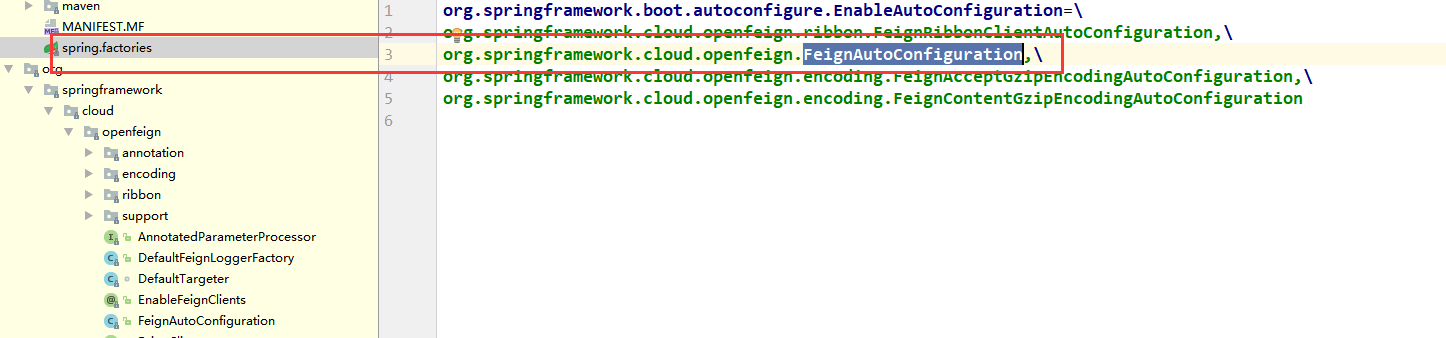 maven
MANIFEST.MF
spring.factories
org
springframework
cloud
openfeign
annotation
encoding
ribbon
support
AnnotatedParameterProcessor
DefaultFeignLoggerFactory
DefaultTargeter
EnableFeignClients
FeignAutoConfiguration
1 org.springframework.boot.autoconfigure.EnableAutoConfiguration=\
2 org.springframework.cloud.openfeign.ribbon.FeignRibbonClientAutoConfiguration,\
3 org.springframework.cloud.openfeign.FeignAutoConfiguration,\
4 org.springframework.cloud.openfeign.encoding.FeignAcceptGzipEncodingAutoConfiguration,\
5 org.springframework.cloud.openfeign.encoding.FeignContentGzipEncodingAutoConfiguration
6